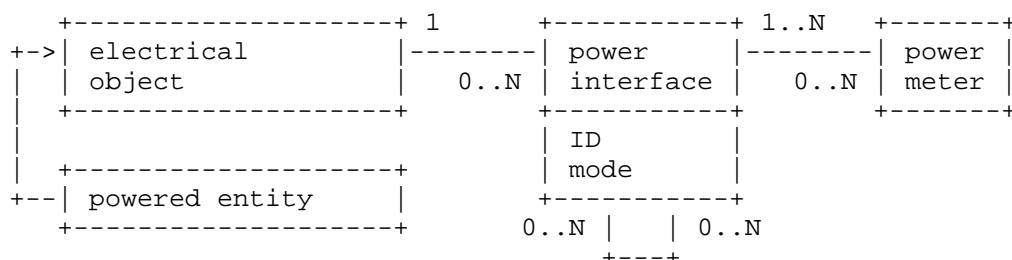 +--------------------+ 1 +-----------+ 1..N +-------+
+->| electrical |--------| power |--------| power |
| | object | 0..N | interface | 0..N | meter |
| +--------------------+ +-----------+ +-------+
| | ID |
| +--------------------+ | mode |
+--| powered entity | +-----------+
+--------------------+ 0..N | | 0..N
+---+